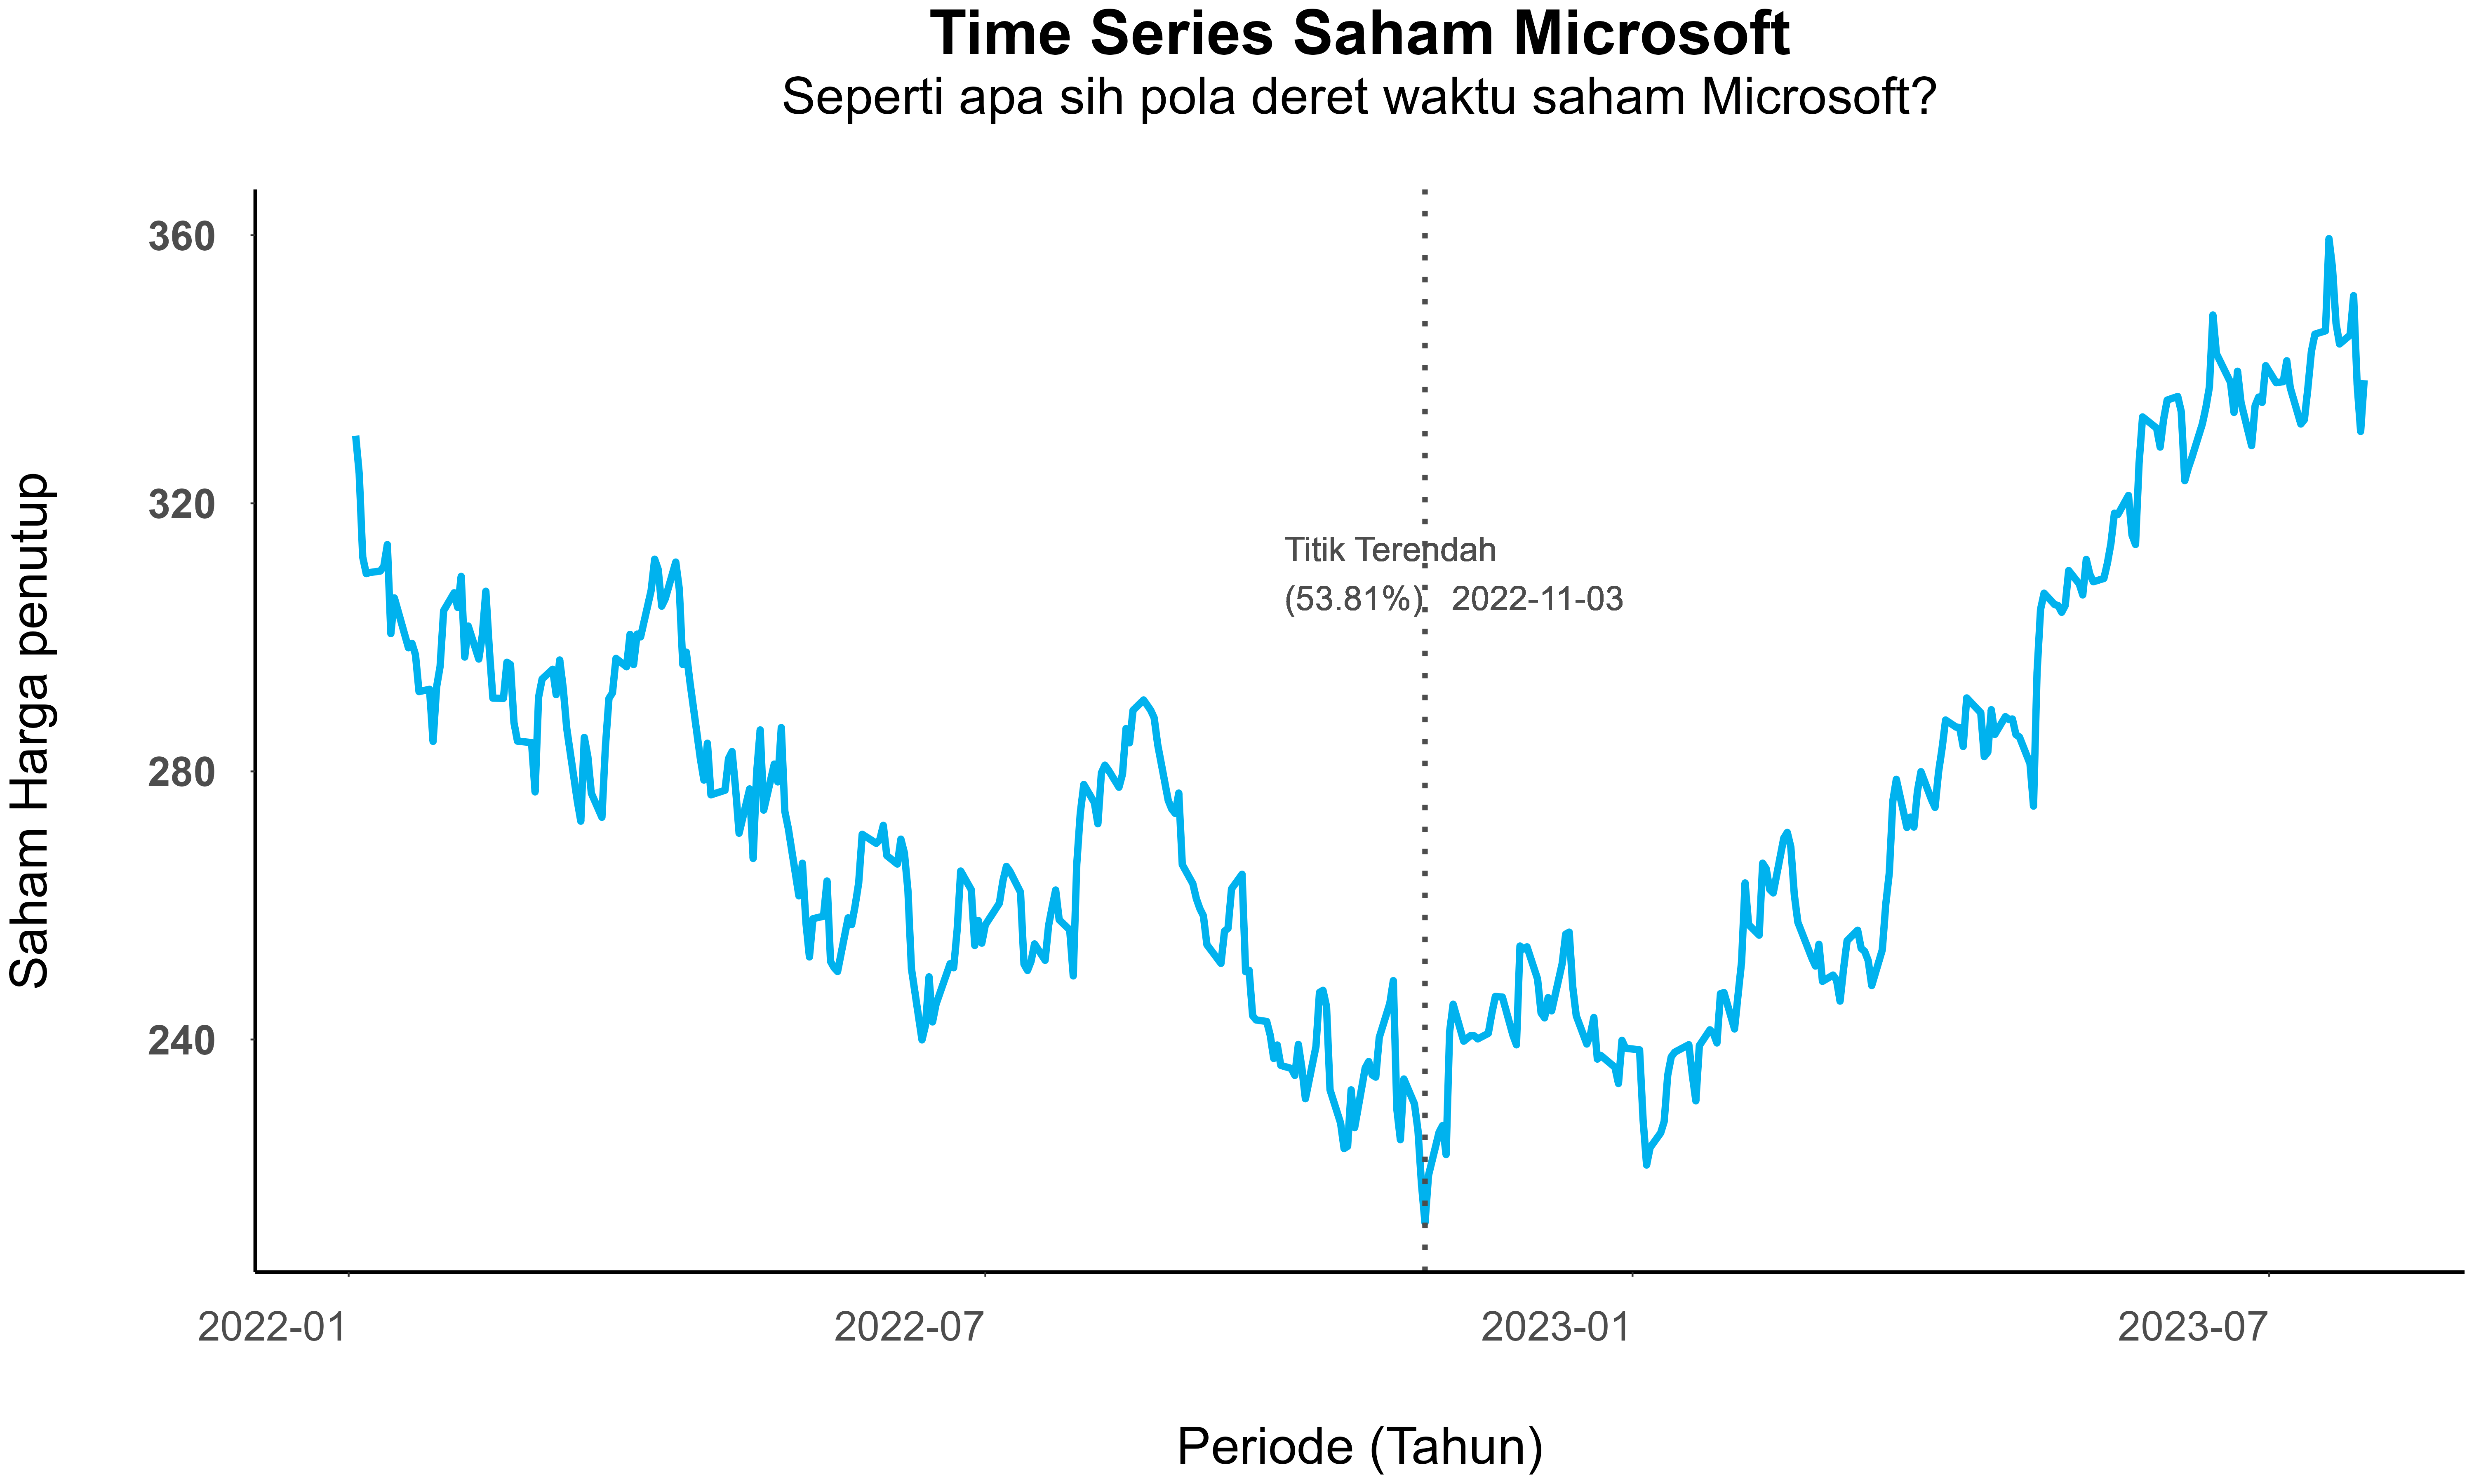 Time Series Saham Microsoft
Seperti apa sih pola deret waktu saham Microsoft?
Saham Harga penutup
360
320
280
240
Titik Terendah
(53.81%) 2022-11-03
2022-01
2022-07
2023-01
2023-07
Periode (Tahun)